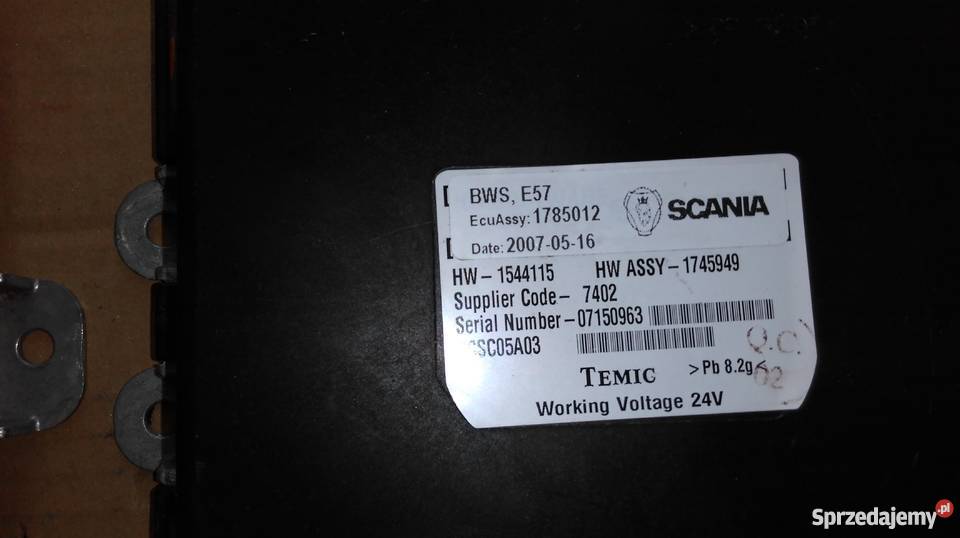 BWS, E57
EcuAssy: 1785012
SCANIA
Date: 2007-05-16
HW-1544115 HW ASSY-1745949
Supplier Code- 7402
Serial Number-07150963
Q.C.
02
TEMIC >Pb 8.2g<
Working Voltage 24V
Sprzedajemy.pl